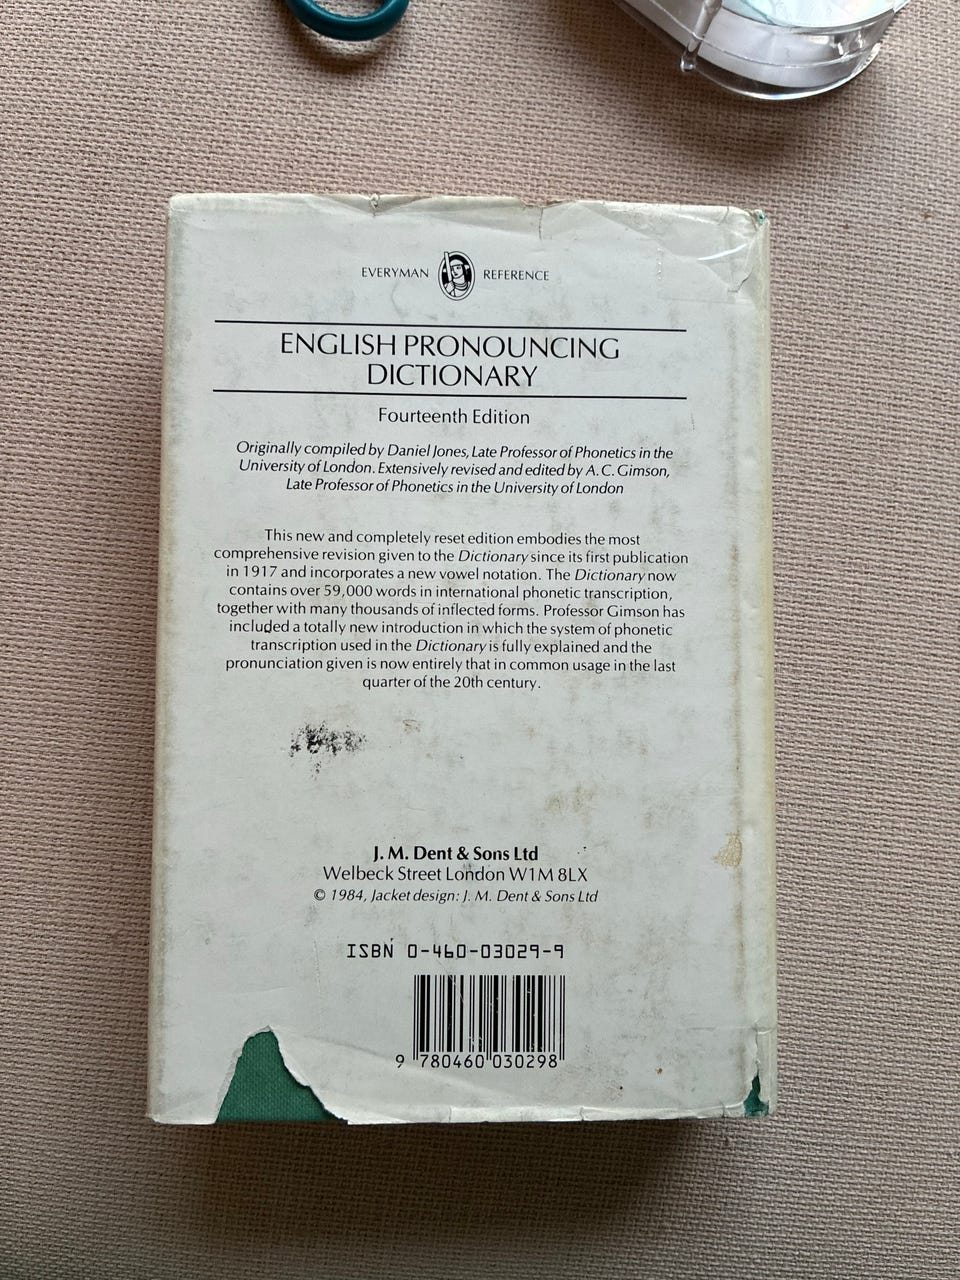 EVERYMAN REFERENCE
ENGLISH PRONOUNCING
DICTIONARY
Fourteenth Edition
Originally compiled by Daniel Jones, Late Professor of Phonetics in the
University of London. Extensively revised and edited by A. C. Gimson,
Late Professor of Phonetics in the University of London
This new and completely reset edition embodies the most
comprehensive revision given to the Dictionary since its first publication
in 1917 and incorporates a new vowel notation. The Dictionary now
contains over 59,000 words in international phonetic transcription,
together with many thousands of inflected forms. Professor Gimson has
included a totally new introduction in which the system of phonetic
transcription used in the Dictionary is fully explained and the
pronunciation given is now entirely that in common usage in the last
quarter of the 20th century.
J. M. Dent & Sons Ltd
Welbeck Street London W1M 8LX
© 1984, Jacket design: J. M. Dent & Sons Ltd
ISBN 0-460-03029-9
9 780460 030298